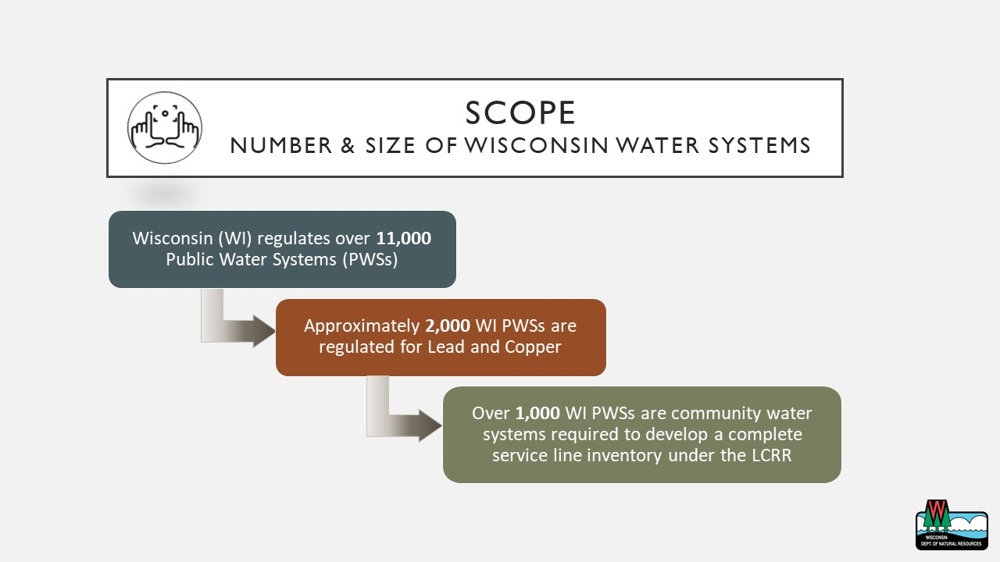 SCOPE
NUMBER & SIZE OF WISCONSIN WATER SYSTEMS
Wisconsin (WI) regulates over 11,000
Public Water Systems (PWSs)
Approximately 2,000 WI PWSs are
regulated for Lead and Copper
Over 1,000 WI PWSs are community water
systems required to develop a complete
service line inventory under the LCRR
W
WISCONSIN
DEPT. OF NATURAL RESOURCES